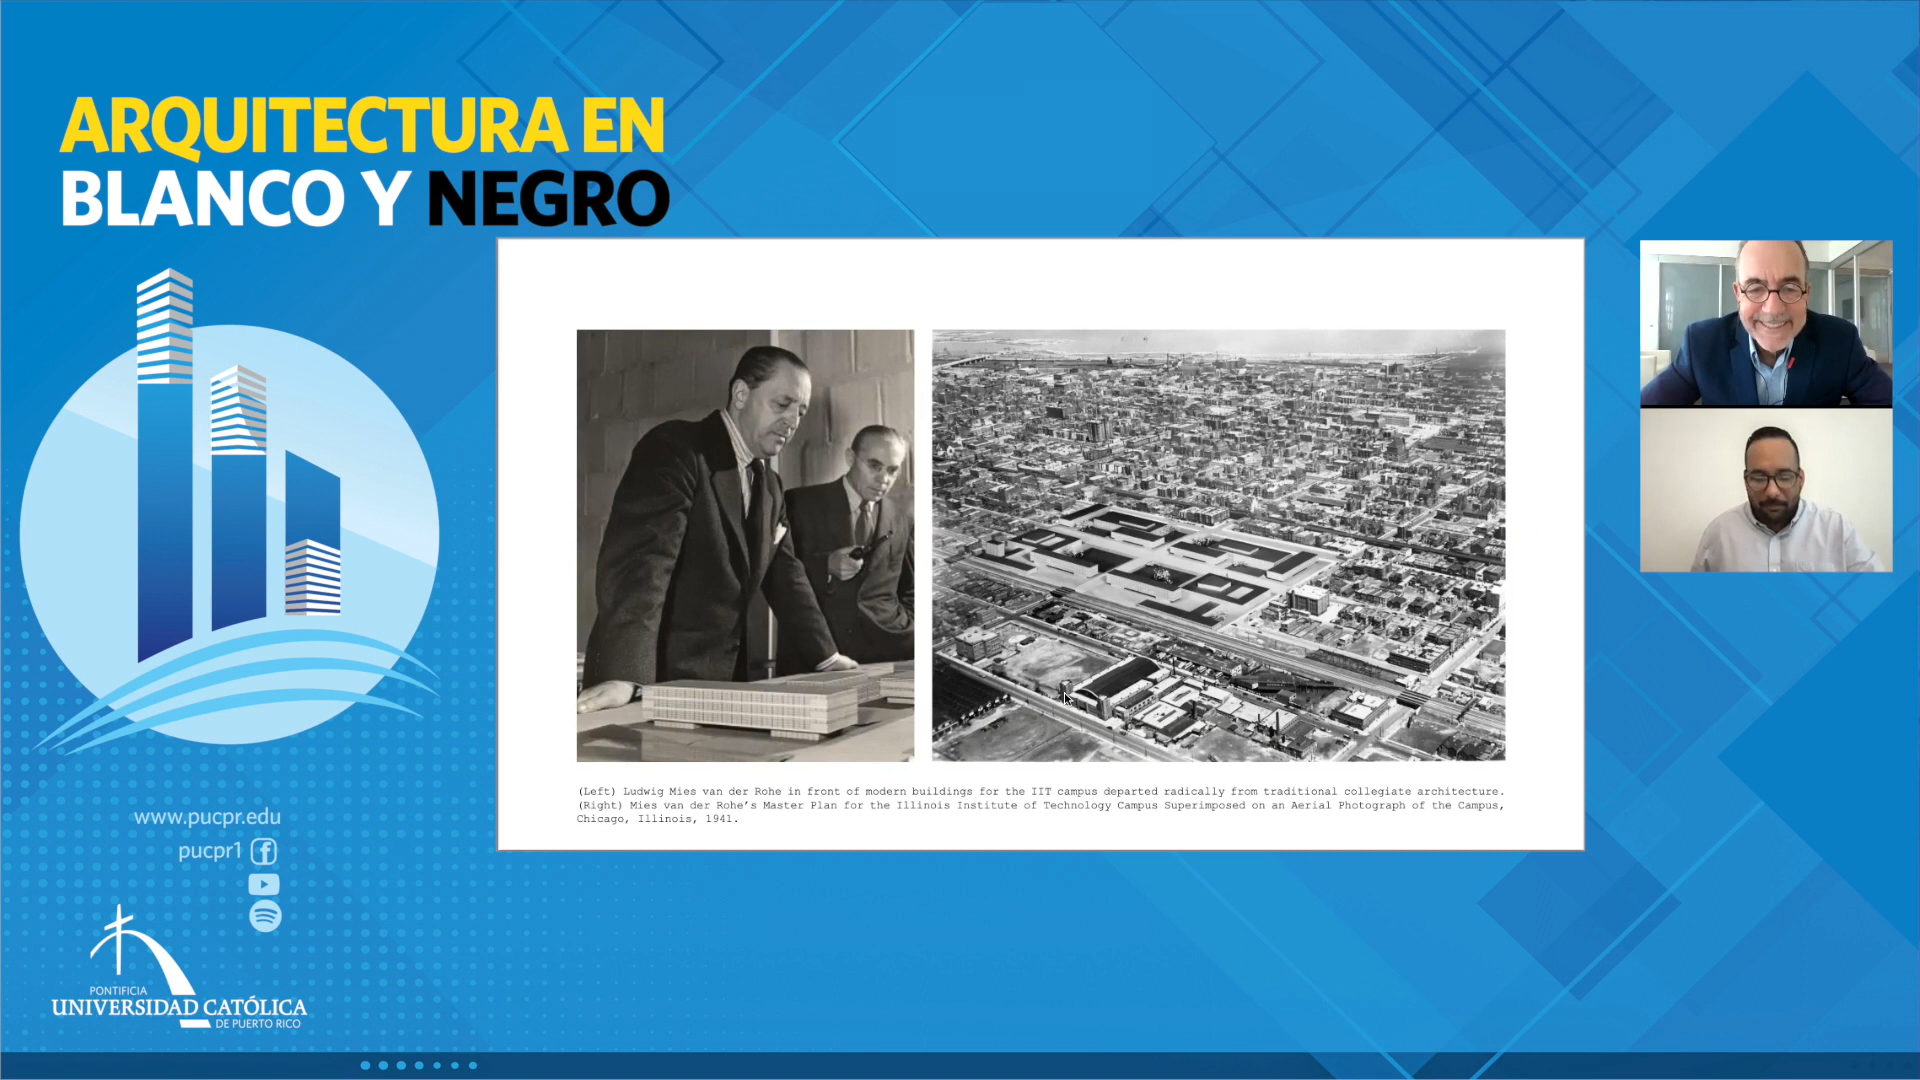 ARQUITECTURA EN
BLANCO Y NEGRO
(Left) Ludwig Mies van der Rohe in front of modern buildings for the IIT campus departed radically from traditional collegiate architecture.
(Right) Mies van der Rohe's Master Plan for the Illinois Institute of Technology Campus Superimposed on an Aerial Photograph of the Campus,
Chicago, Illinois, 1941.
www.pucpr.edu
pucpr1
PONTIFICIA
UNIVERSIDAD CATÓLICA
DE PUERTO RICO